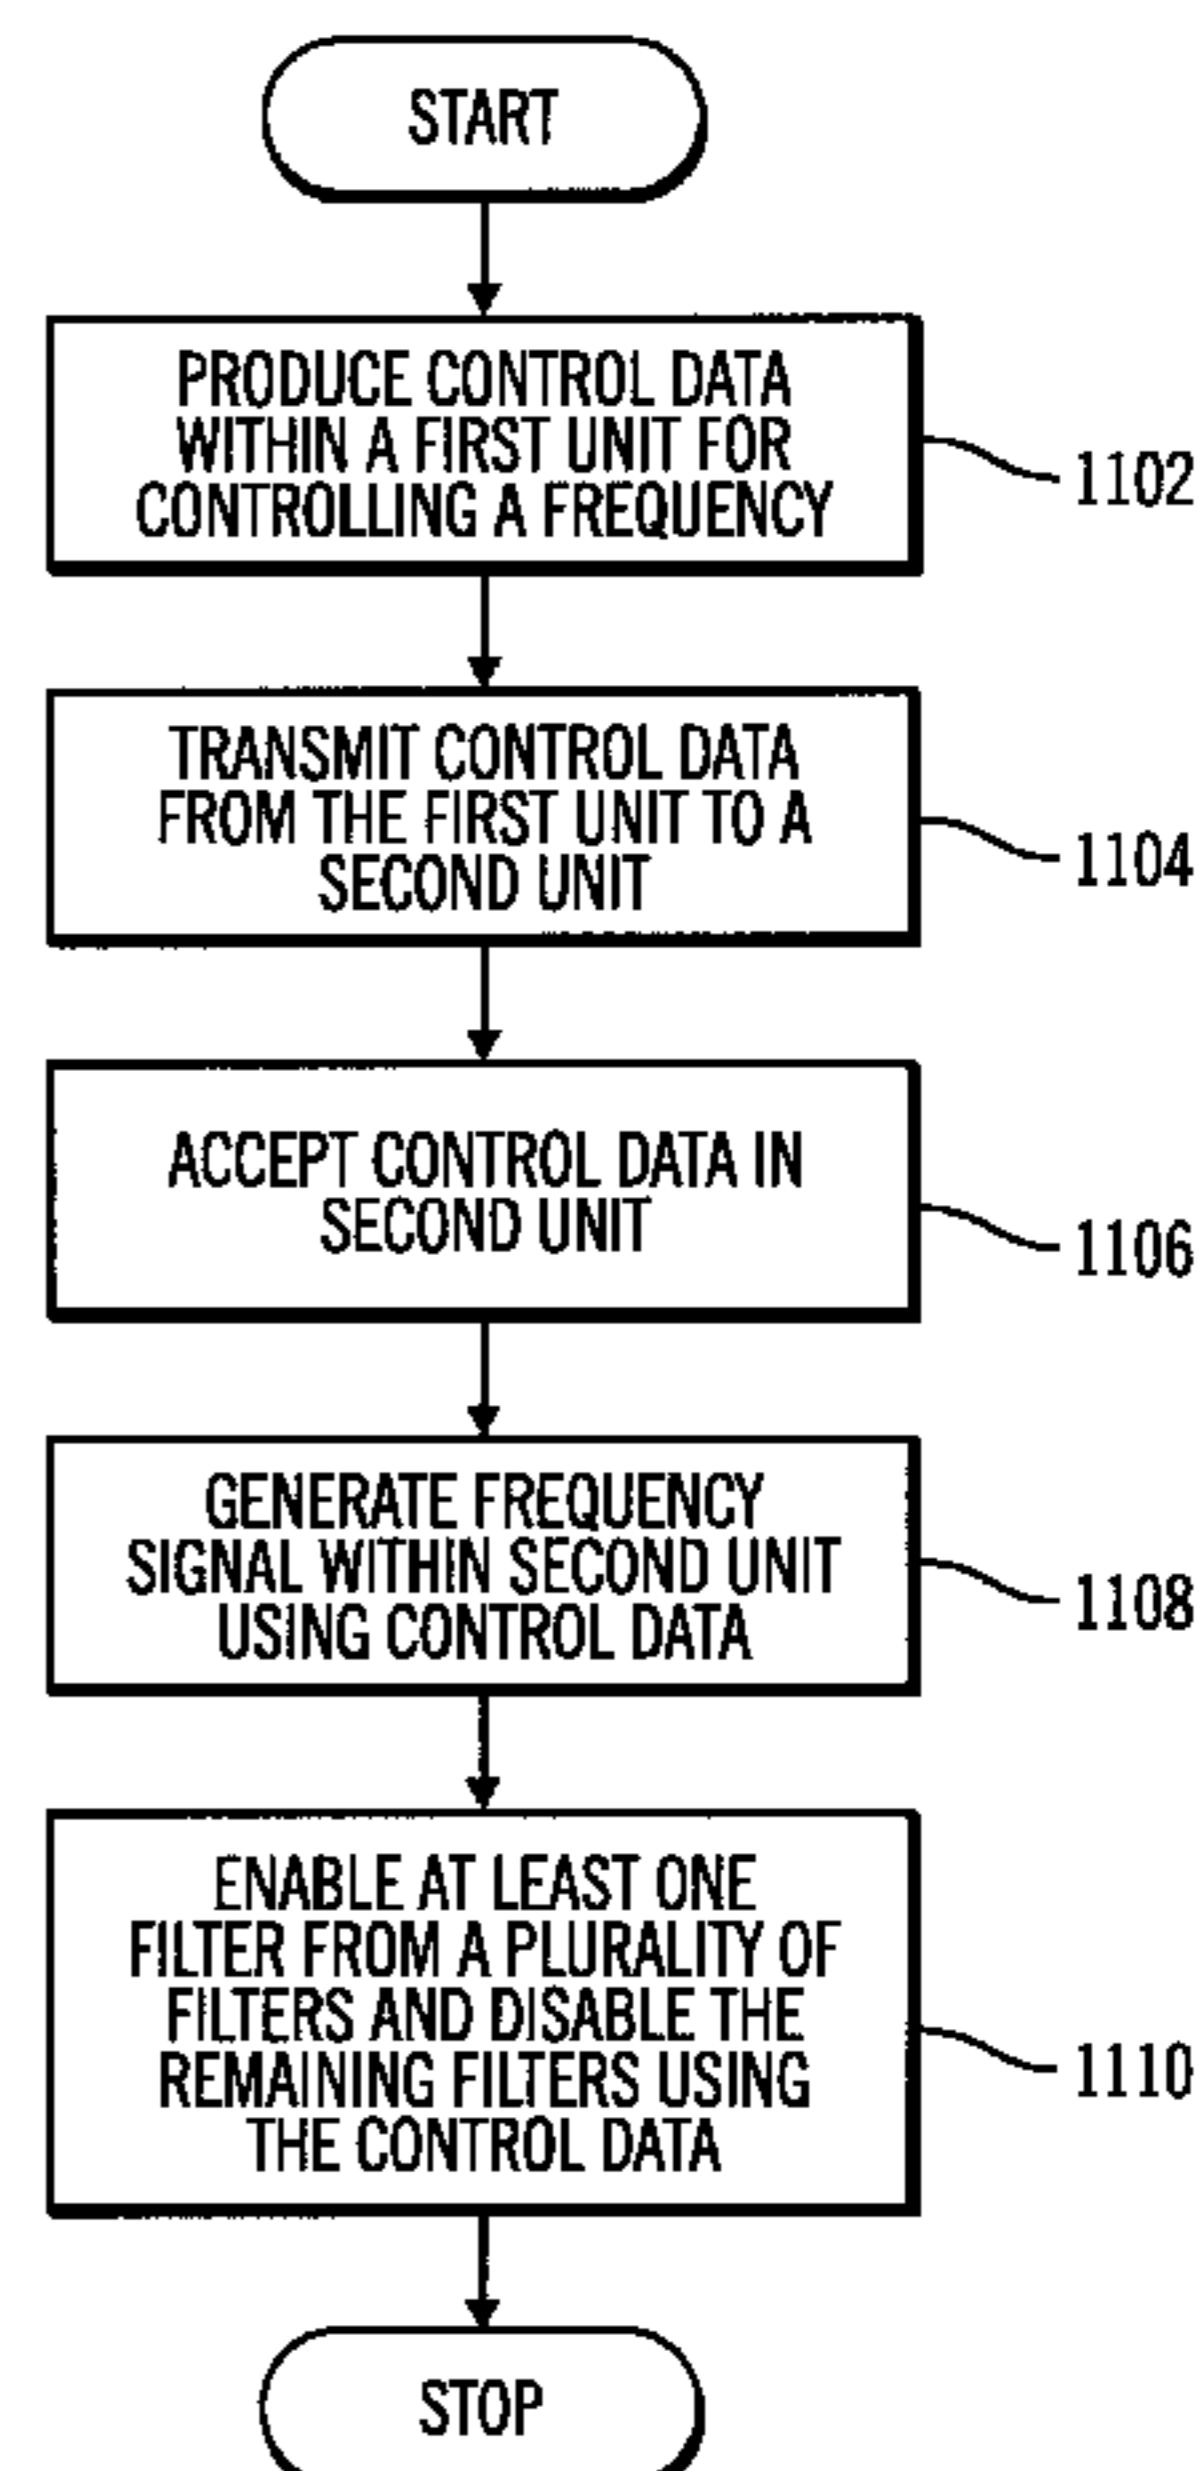 START
PRODUCE CONTROL DATA
WITHIN A FIRST UNIT FOR
CONTROLLING A FREQUENCY
1102
TRANSMIT CONTROL DATA
FROM THE FIRST UNIT TO A
SECOND UNIT
1104
ACCEPT CONTROL DATA IN
SECOND UNIT
1106
GENERATE FREQUENCY
SIGNAL WITHIN SECOND UNIT
USING CONTROL DATA
1108
ENABLE AT LEAST ONE
FILTER FROM A PLURALITY OF
FILTERS AND DISABLE THE
REMAINING FILTERS USING
THE CONTROL DATA
1110
STOP